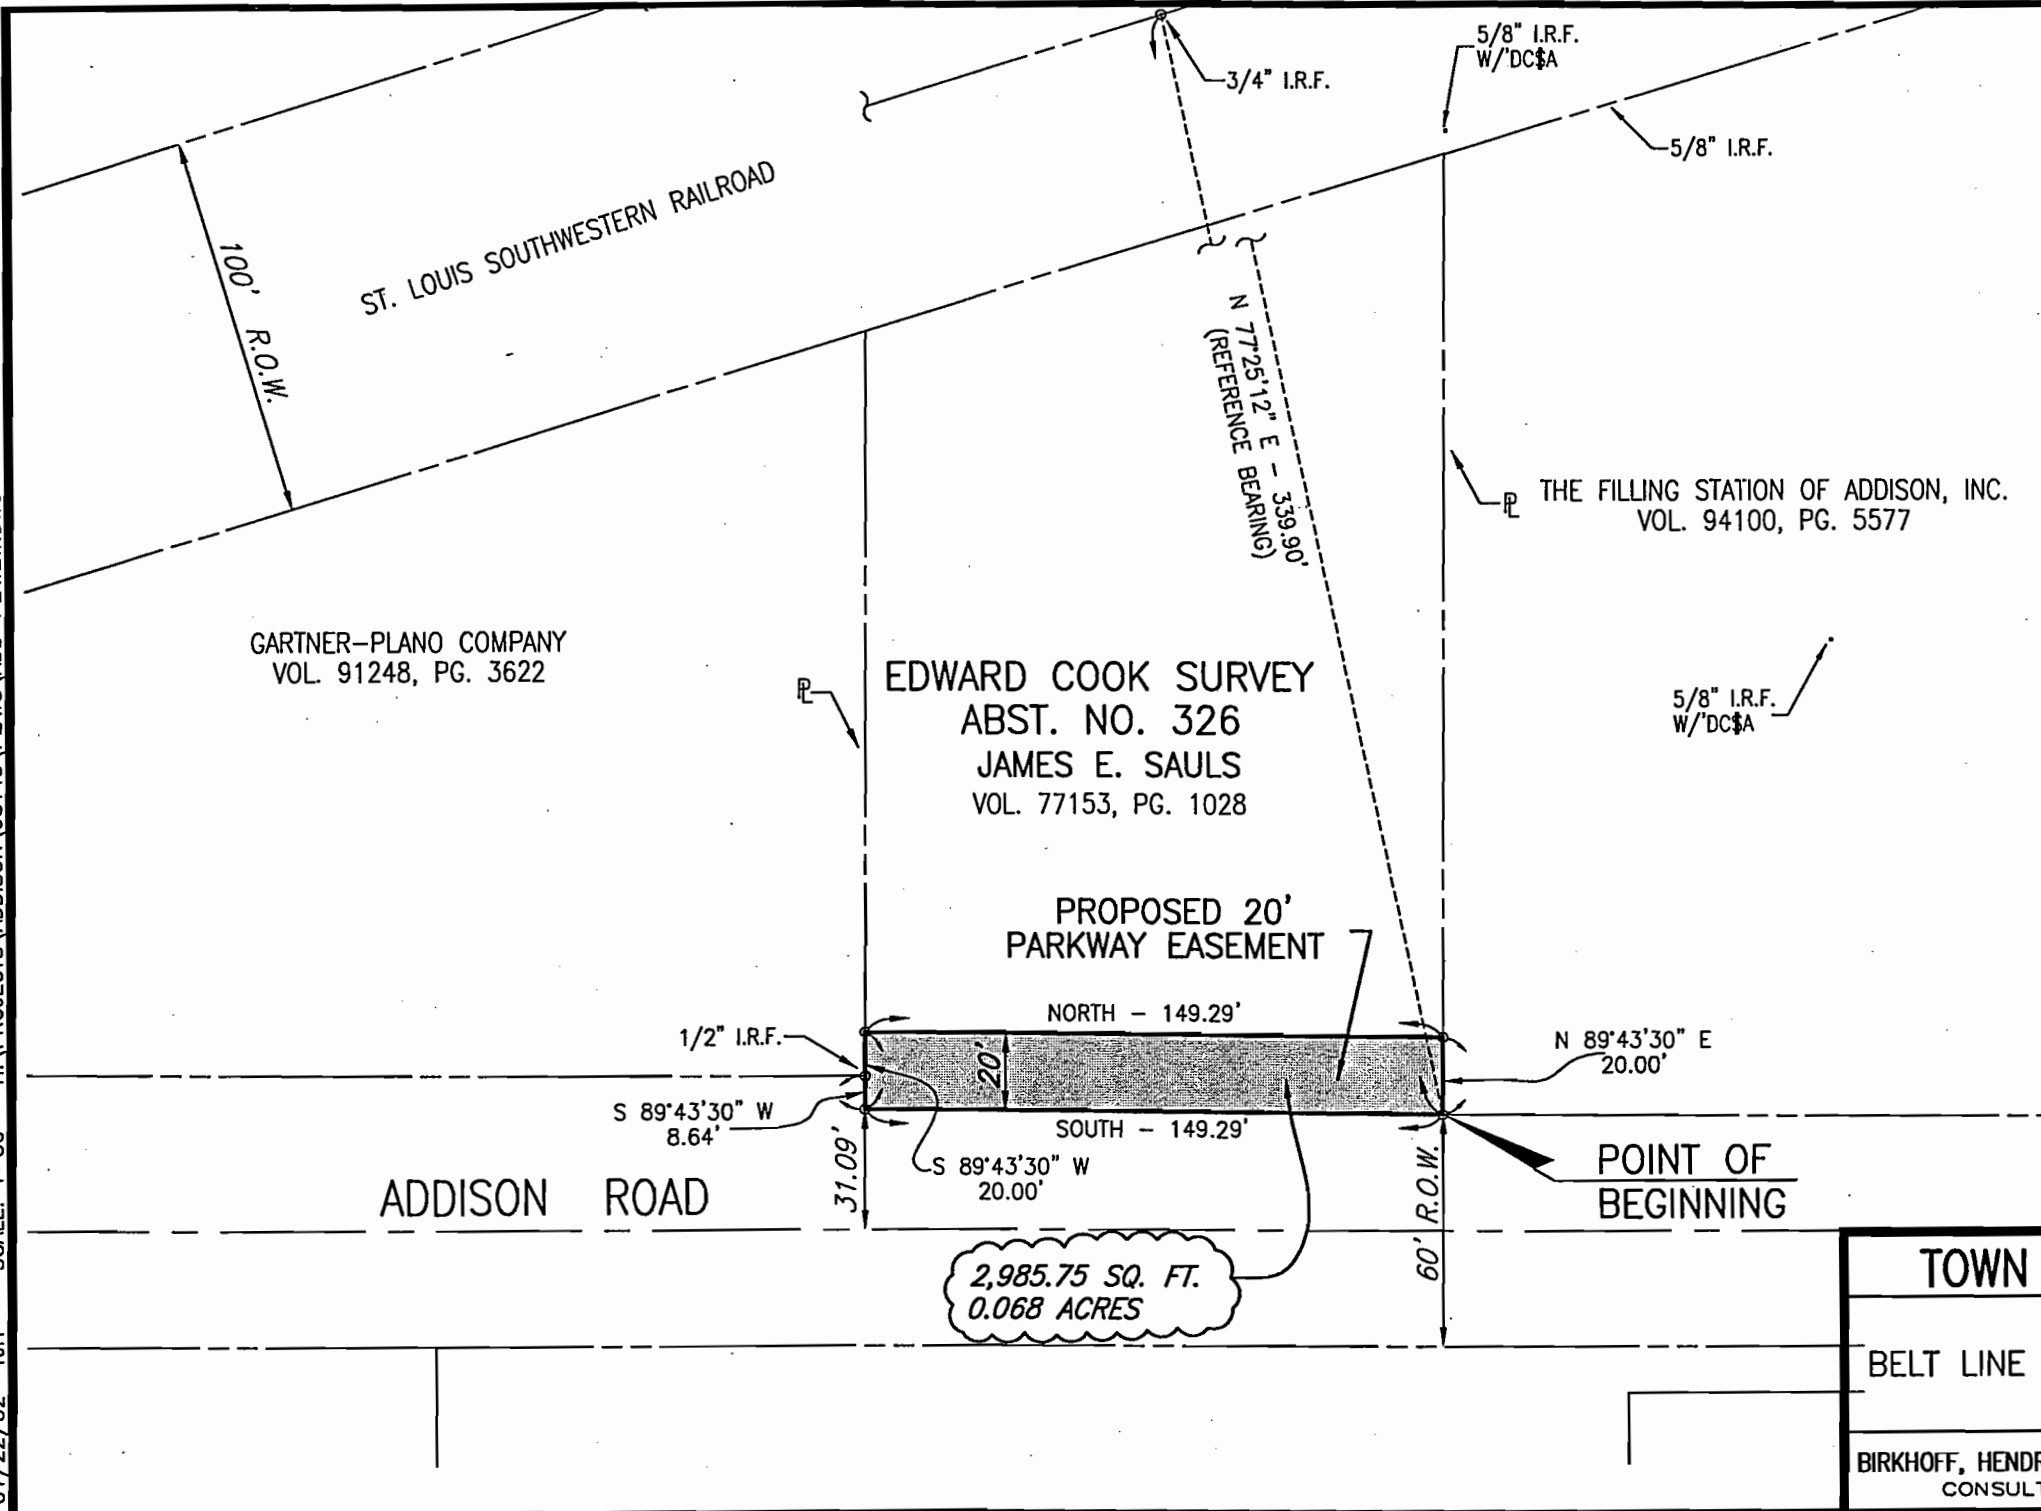 5/8" I.R.F.
W/'DC$A
3/4" I.R.F.
5/8" I.R.F.
ST. LOUIS SOUTHWESTERN RAILROAD
100' R.O.W.
N 77°25'12" E - 339.90'
(REFERENCE BEARING)
THE FILLING STATION OF ADDISON, INC.
VOL. 94100, PG. 5577
GARTNER-PLANO COMPANY
VOL. 91248, PG. 3622
PL
PL
EDWARD COOK SURVEY
ABST. NO. 326
JAMES E. SAULS
VOL. 77153, PG. 1028
5/8" I.R.F.
W/'DC$A
PROPOSED 20'
PARKWAY EASEMENT
NORTH - 149.29'
1/2" I.R.F.
20'
N 89°43'30" E
20.00'
S 89°43'30" W
8.64'
SOUTH - 149.29'
S 89°43'30" W
20.00'
31.09'
60' R.O.W.
POINT OF
BEGINNING
ADDISON ROAD
2,985.75 SQ. FT.
0.068 ACRES
TOWN
BELT LINE
BIRKHOFF, HENDR
CONSULT